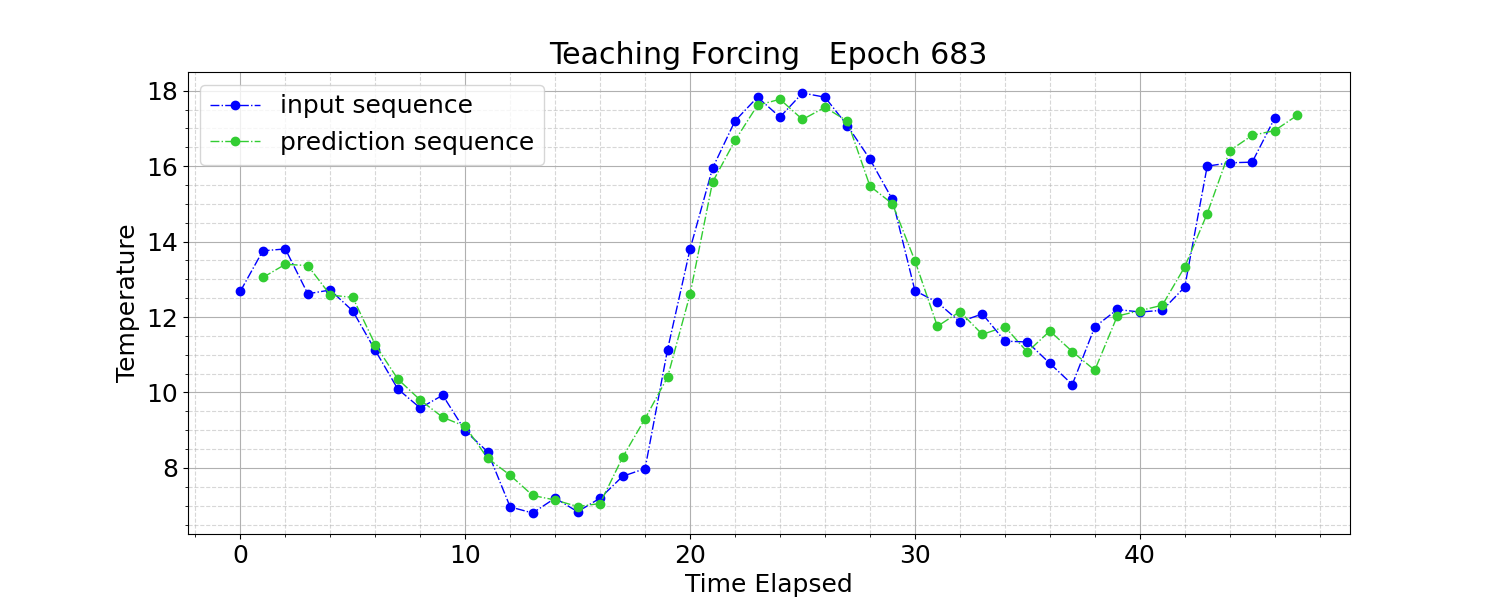 Teaching Forcing   Epoch 683
input sequence
prediction sequence
Temperature
18
16
14
12
10
8
0 10 20 30 40
Time Elapsed